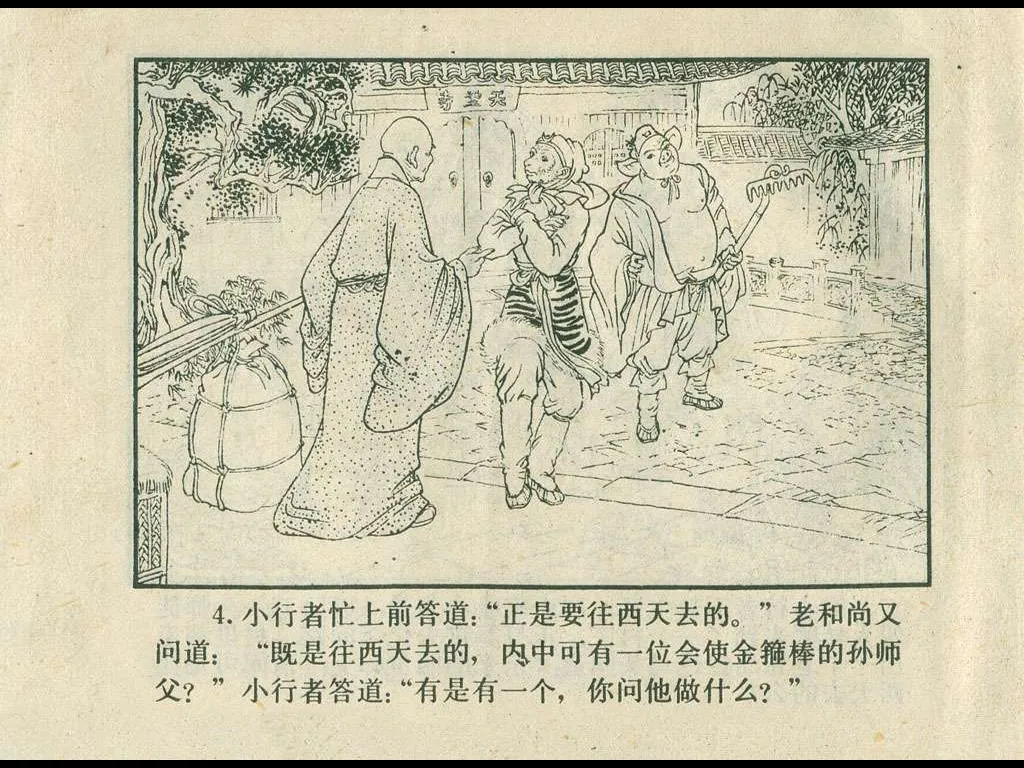 天圣寺
4. 小行者忙上前答道：“正是要往西天去的。” 老和尚又
问道： “既是往西天去的，内中可有一位会使金箍棒的孙师
父？” 小行者答道：“有是有一个，你问他做什么？”